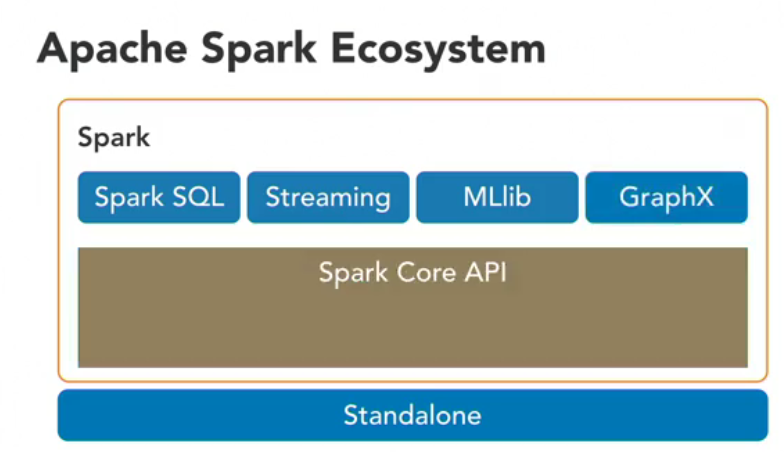 Apache Spark Ecosystem
Spark
Spark SQL Streaming MLlib GraphX
Spark Core API
Standalone